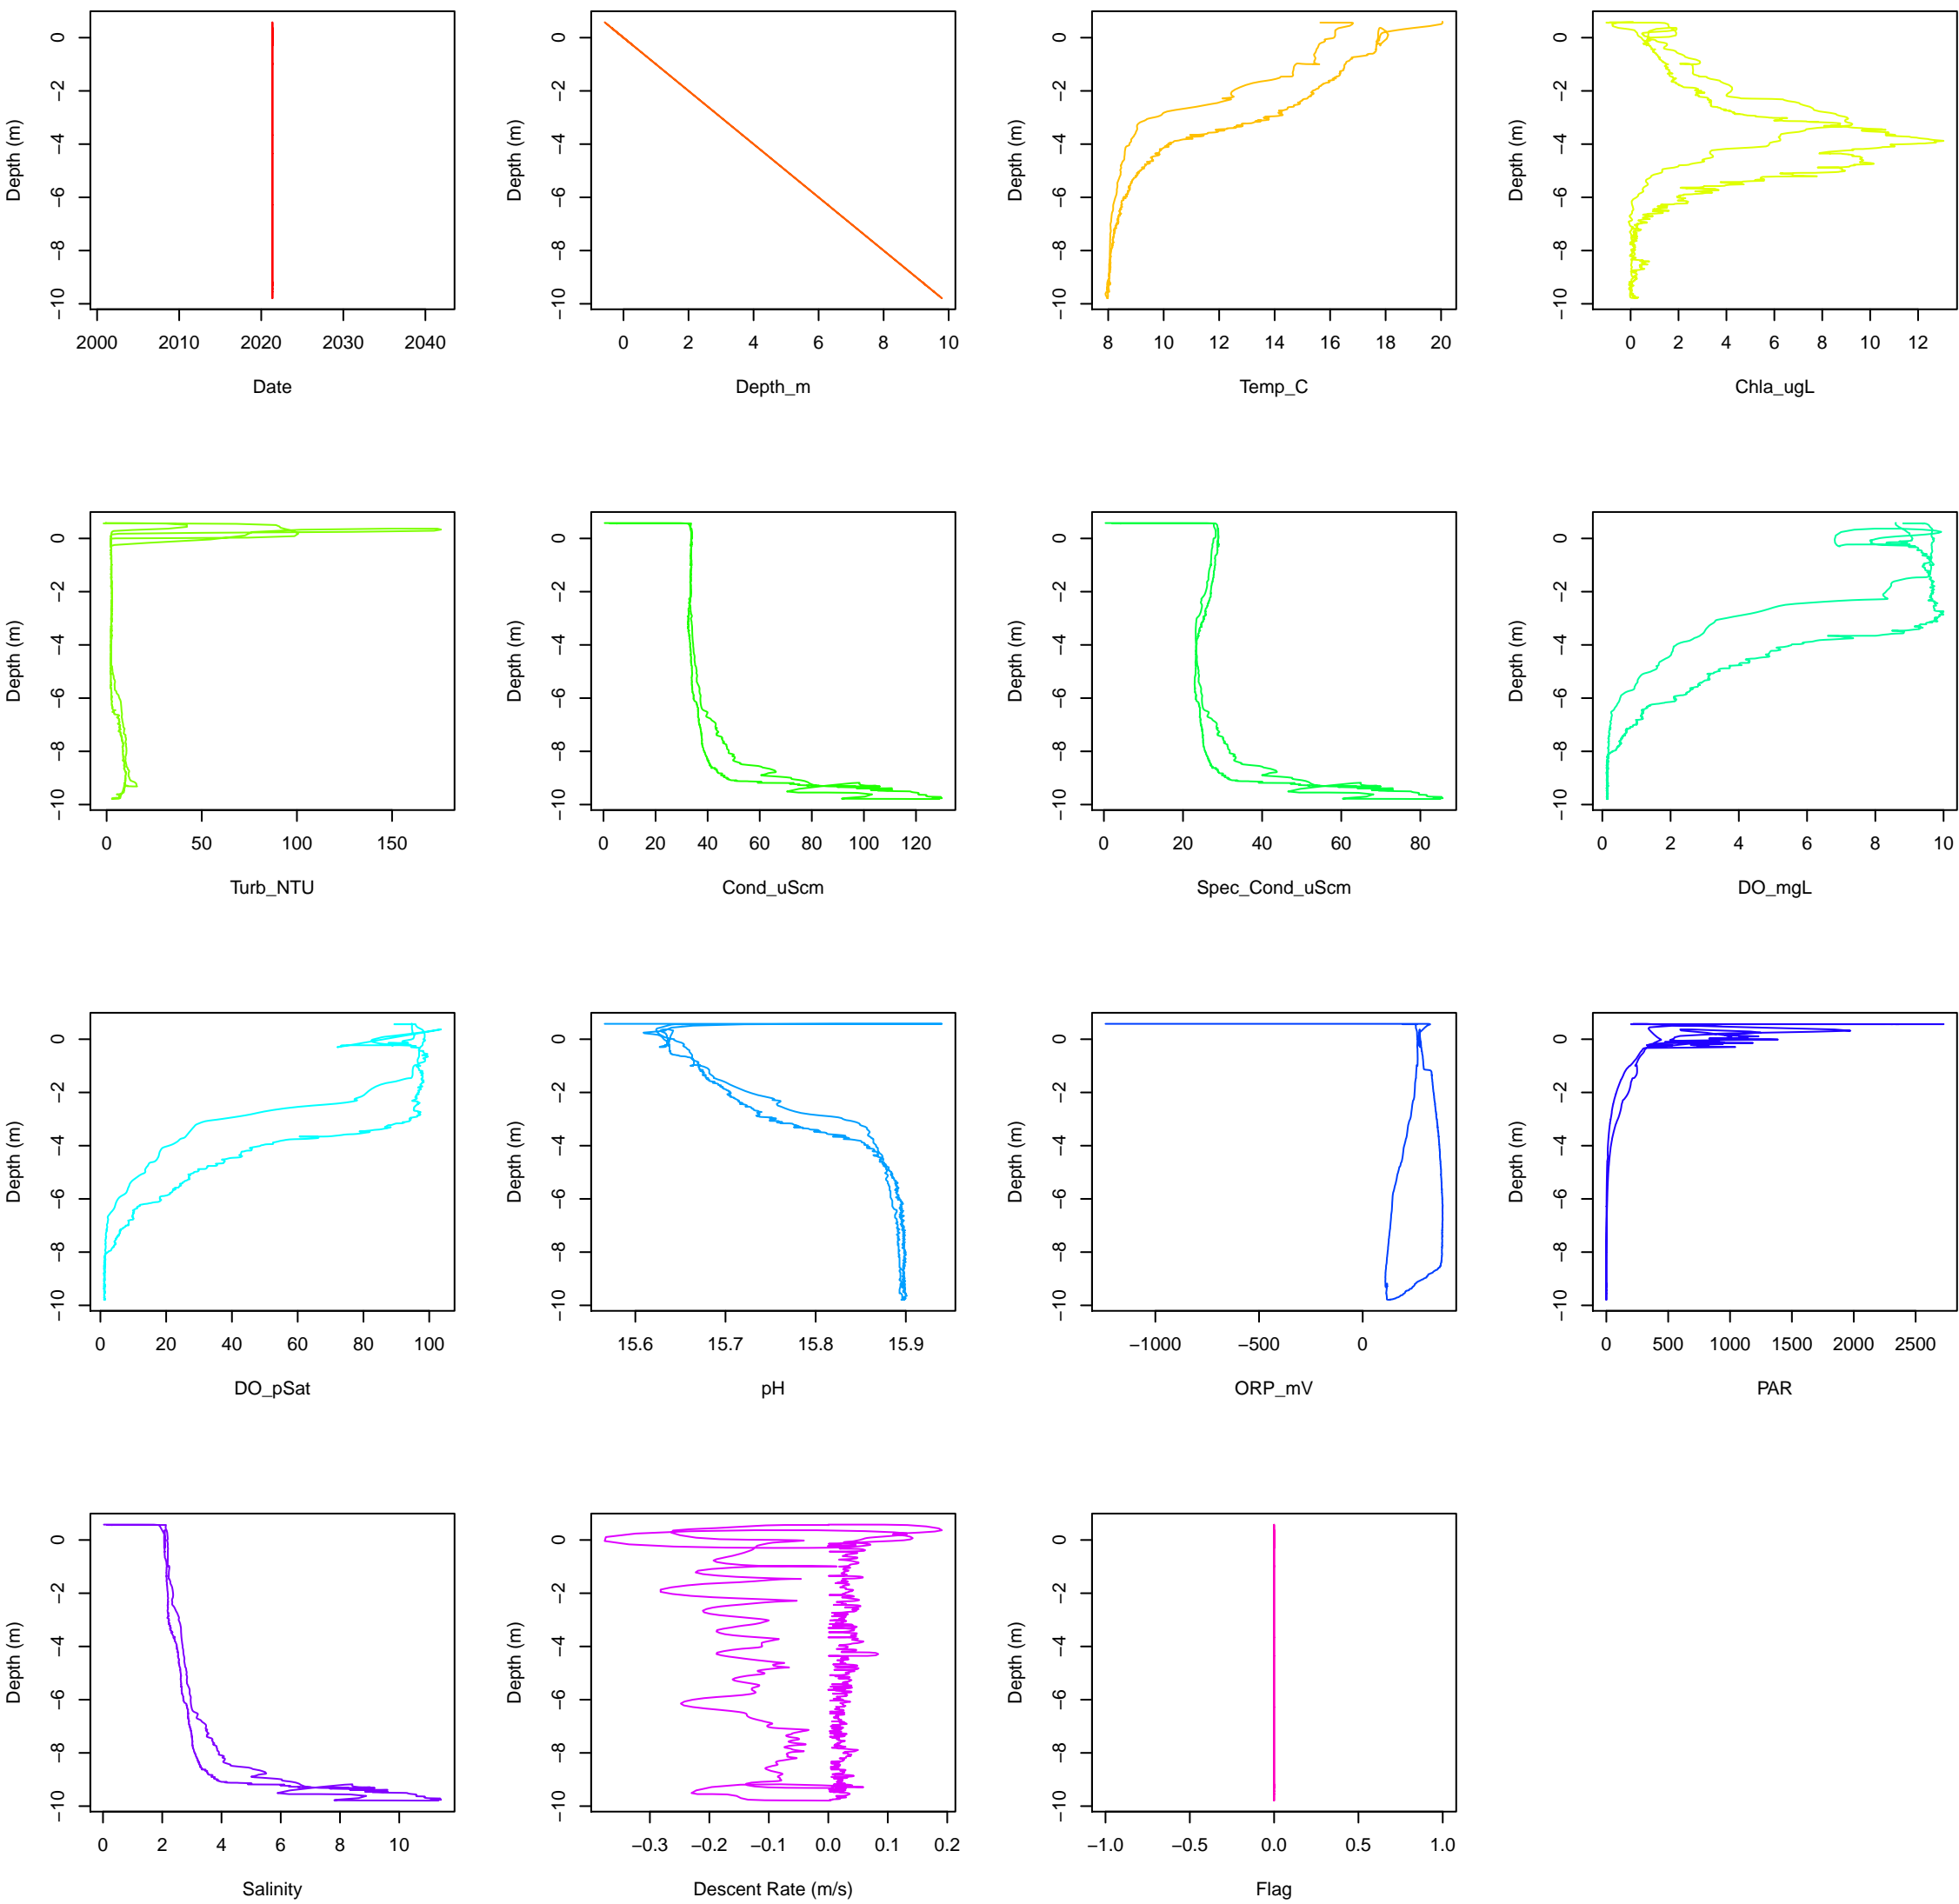 Depth (m)
0
−2
−4
−6
−8
−10
2000 2010 2020 2030 2040
Date
Depth (m)
0
−2
−4
−6
−8
−10
0 2 4 6 8 10
Depth_m
Depth (m)
0
−2
−4
−6
−8
−10
8 10 12 14 16 18 20
Temp_C
Depth (m)
0
−2
−4
−6
−8
−10
0 2 4 6 8 10 12
Chla_ugL
Depth (m)
0
−2
−4
−6
−8
−10
0 50 100 150
Turb_NTU
Depth (m)
0
−2
−4
−6
−8
−10
0 20 40 60 80 100 120
Cond_uScm
Depth (m)
0
−2
−4
−6
−8
−10
0 20 40 60 80
Spec_Cond_uScm
Depth (m)
0
−2
−4
−6
−8
−10
0 2 4 6 8 10
DO_mgL
Depth (m)
0
−2
−4
−6
−8
−10
0 20 40 60 80 100
DO_pSat
Depth (m)
0
−2
−4
−6
−8
−10
15.6 15.7 15.8 15.9
pH
Depth (m)
0
−2
−4
−6
−8
−10
−1000 −500 0
ORP_mV
Depth (m)
0
−2
−4
−6
−8
−10
0 500 1000 1500 2000 2500
PAR
Depth (m)
0
−2
−4
−6
−8
−10
0 2 4 6 8 10
Salinity
Depth (m)
0
−2
−4
−6
−8
−10
−0.3 −0.2 −0.1 0.0 0.1 0.2
Descent Rate (m/s)
Depth (m)
0
−2
−4
−6
−8
−10
−1.0 −0.5 0.0 0.5 1.0
Flag